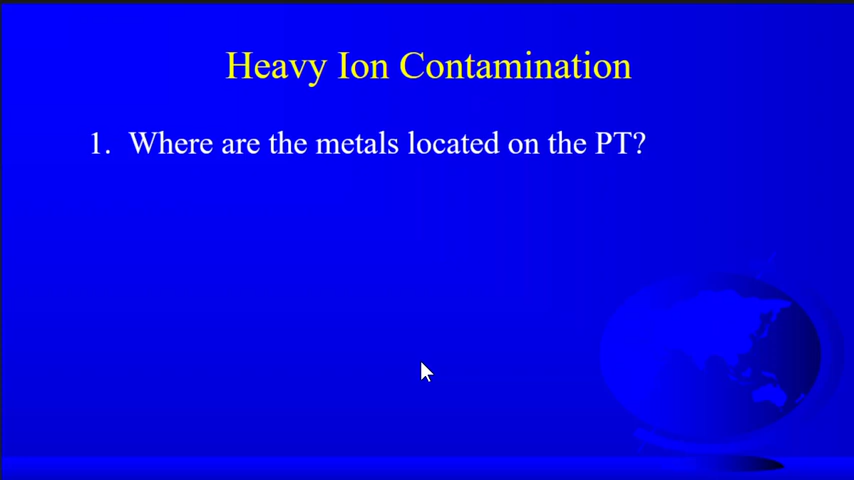 Heavy Ion Contamination
1. Where are the metals located on the PT?